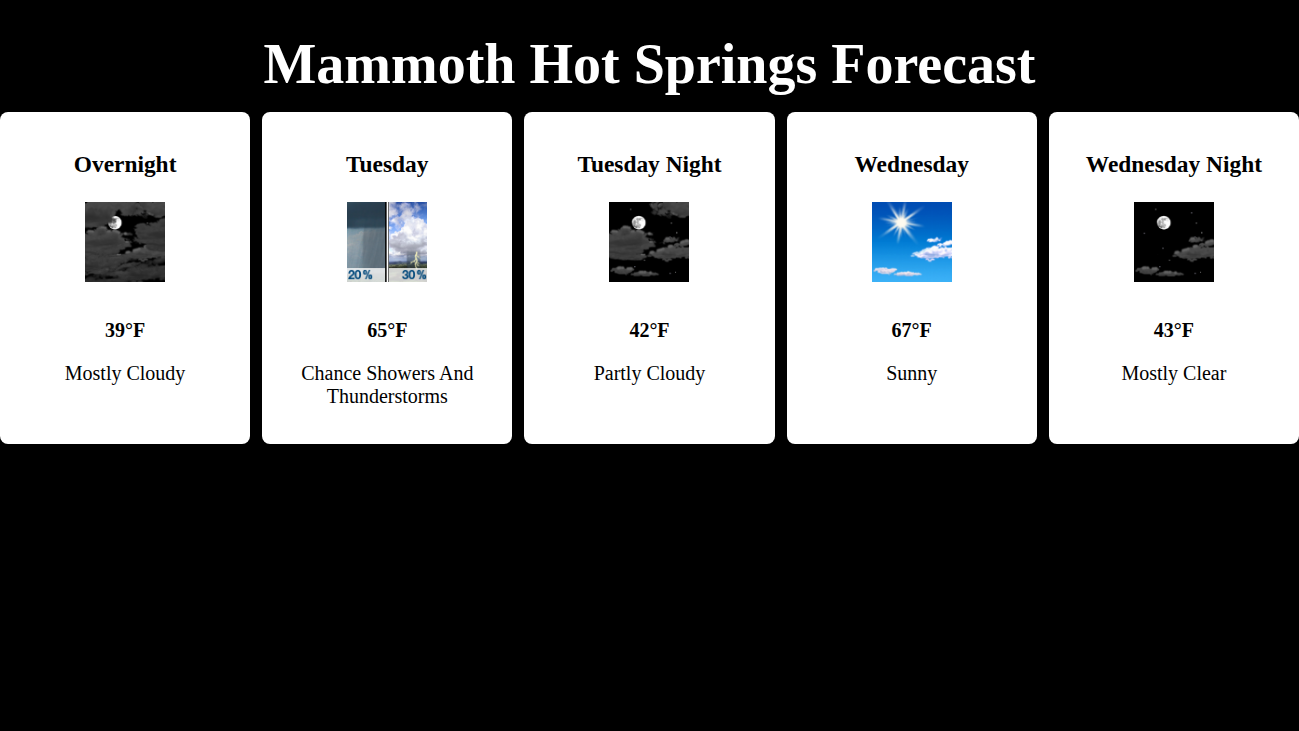 Mammoth Hot Springs Forecast
Overnight
39°F
Mostly Cloudy
Tuesday
20%
30%
65°F
Chance Showers And
Thunderstorms
Tuesday Night
42°F
Partly Cloudy
Wednesday
67°F
Sunny
Wednesday Night
43°F
Mostly Clear